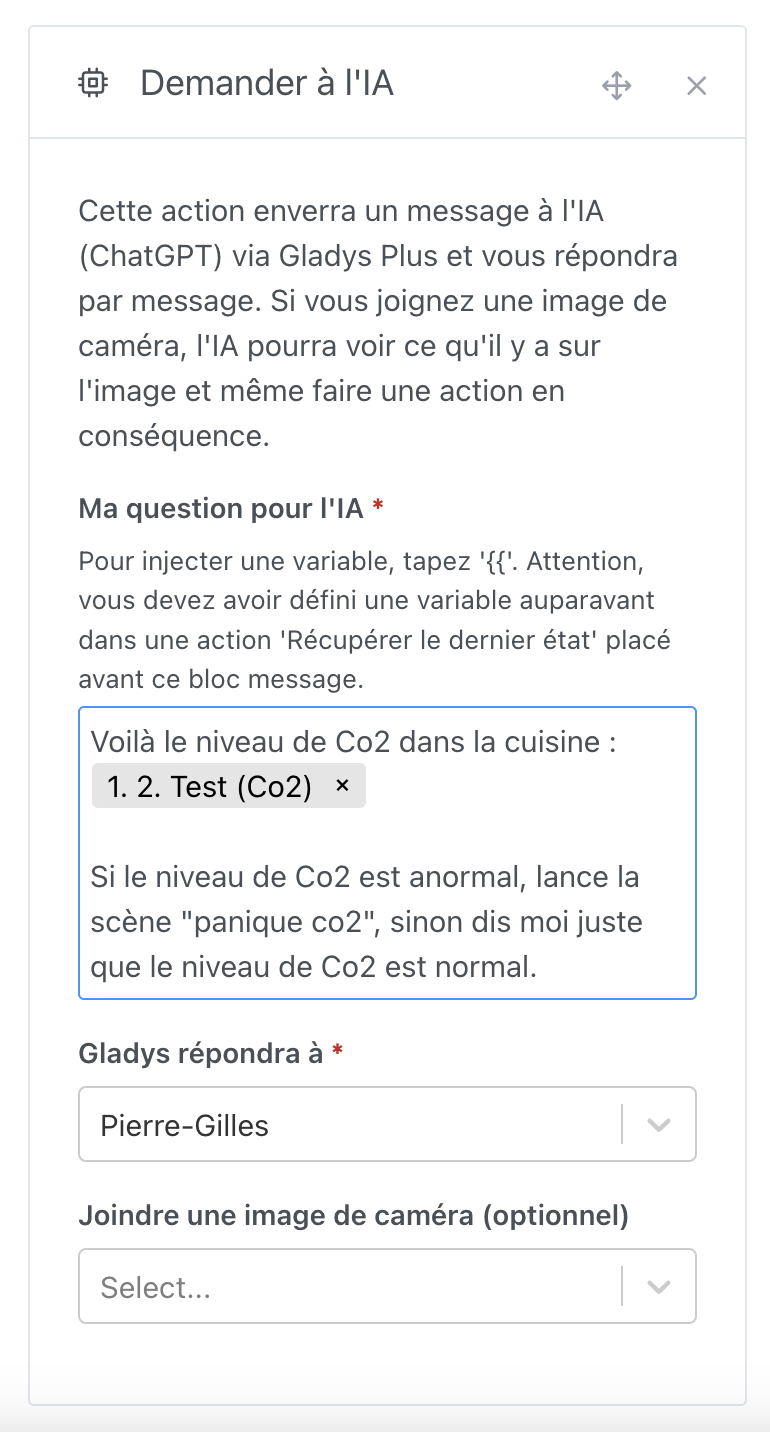 Demander à l'IA
Cette action enverra un message à l'IA
(ChatGPT) via Gladys Plus et vous répondra
par message. Si vous joignez une image de
caméra, l'IA pourra voir ce qu'il y a sur
l'image et même faire une action en
conséquence.
Ma question pour l'IA *
Pour injecter une variable, tapez '{{'. Attention,
vous devez avoir défini une variable auparavant
dans une action 'Récupérer le dernier état' placé
avant ce bloc message.
Voilà le niveau de Co2 dans la cuisine :
1. 2. Test (Co2) ×
Si le niveau de Co2 est anormal, lance la
scène "panique co2", sinon dis moi juste
que le niveau de Co2 est normal.
Gladys répondra à *
Pierre-Gilles
Joindre une image de caméra (optionnel)
Select...